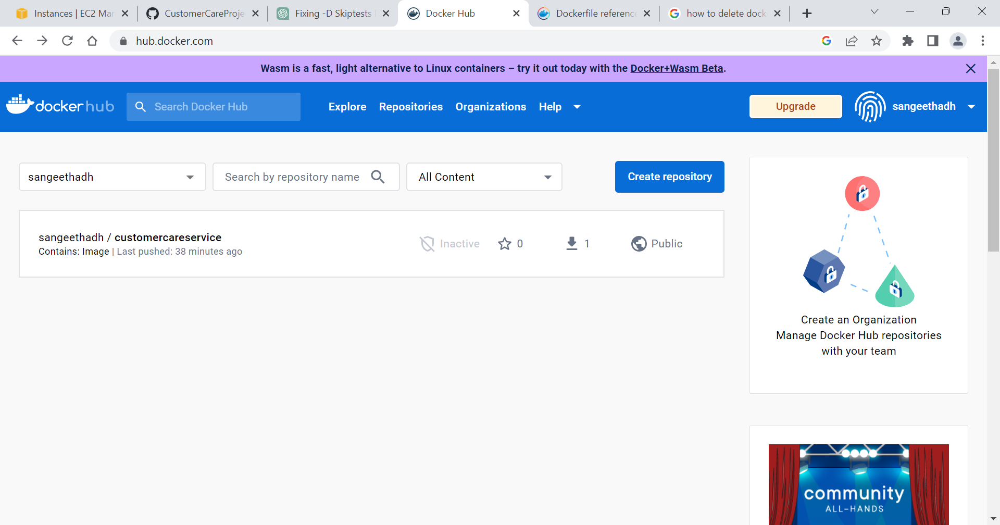 Instances | EC2 Mar
CustomerCareProje
Fixing -D Skiptests
Docker Hub
Dockerfile reference
how to delete dock
hub.docker.com
Wasm is a fast, light alternative to Linux containers – try it out today with the Docker+Wasm Beta.
dockerhub
Search Docker Hub
Explore
Repositories
Organizations
Help
Upgrade
sangeethadh
sangeethadh
Search by repository name
All Content
Create repository
sangeethadh / customercareservice
Contains: Image | Last pushed: 38 minutes ago
Inactive
0
1
Public
Create an Organization
Manage Docker Hub repositories
with your team
community
ALL-HANDS